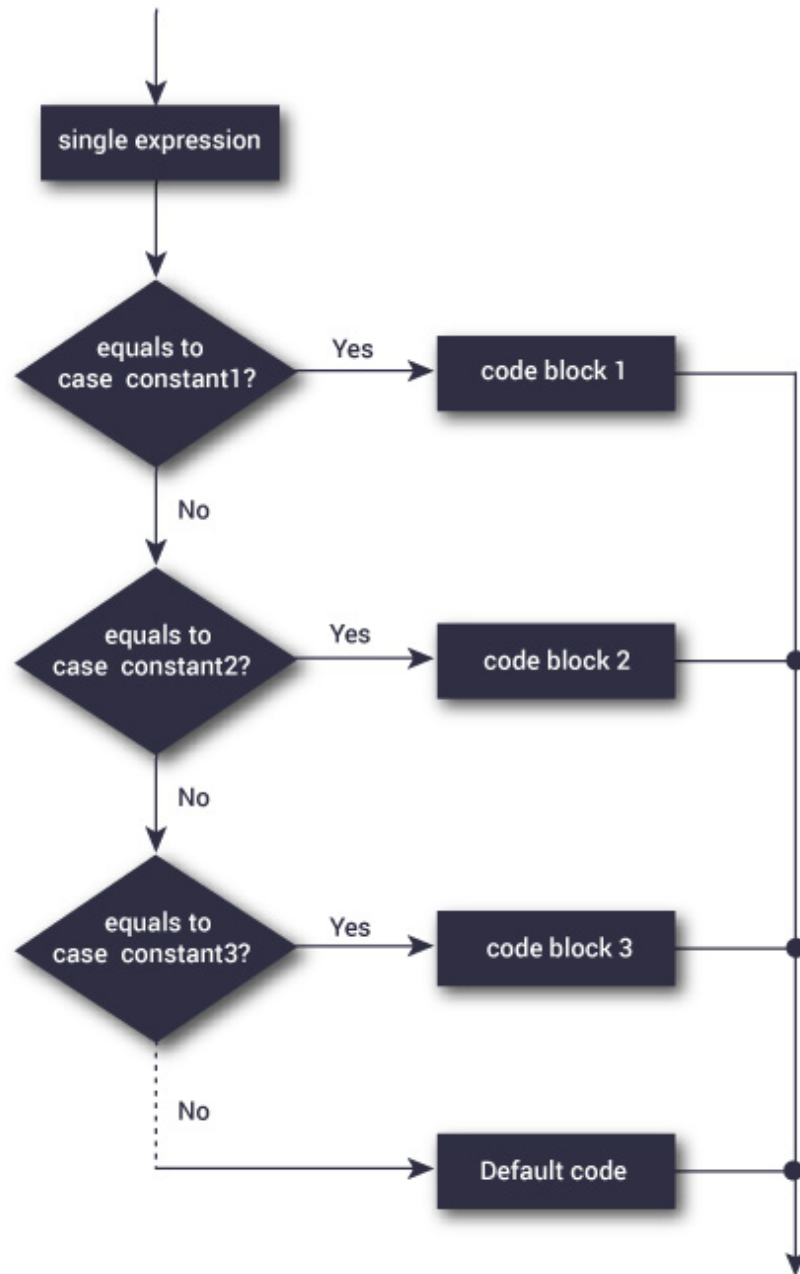 single expression
equals to
case constant1?
Yes
code block 1
No
equals to
case constant2?
Yes
code block 2
No
equals to
case constant3?
Yes
code block 3
No
Default code